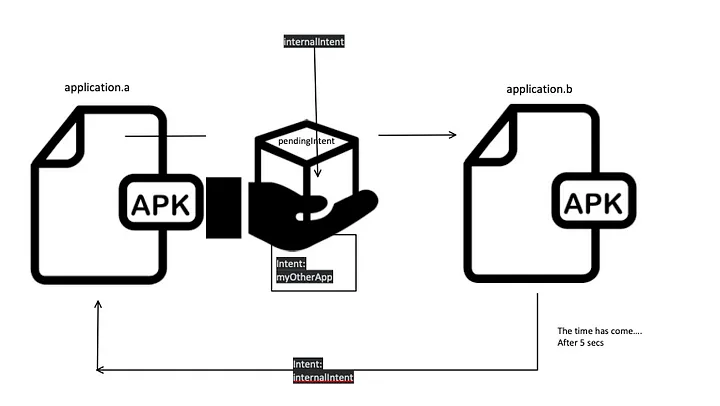 internalIntent
application.a
application.b
pendingIntent
APK
APK
Intent:
myOtherApp
The time has come....
After 5 secs
Intent:
internalIntent